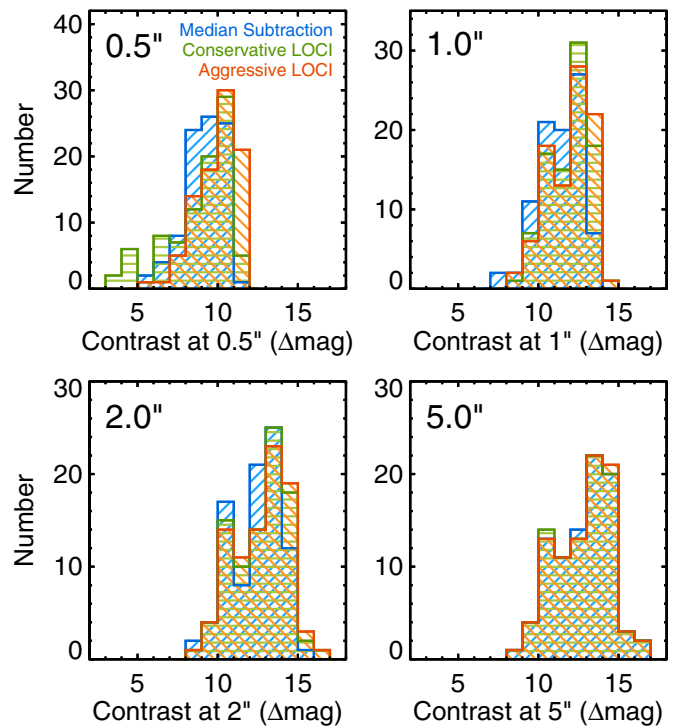 40
30
20
10
0
Number
0.5"
Median Subtraction
Conservative LOCI
Aggressive LOCI
5 10 15
Contrast at 0.5" (Δmag)
30
20
10
0
1.0"
5 10 15
Contrast at 1" (Δmag)
30
20
10
0
Number
2.0"
5 10 15
Contrast at 2" (Δmag)
30
20
10
0
5.0"
5 10 15
Contrast at 5" (Δmag)